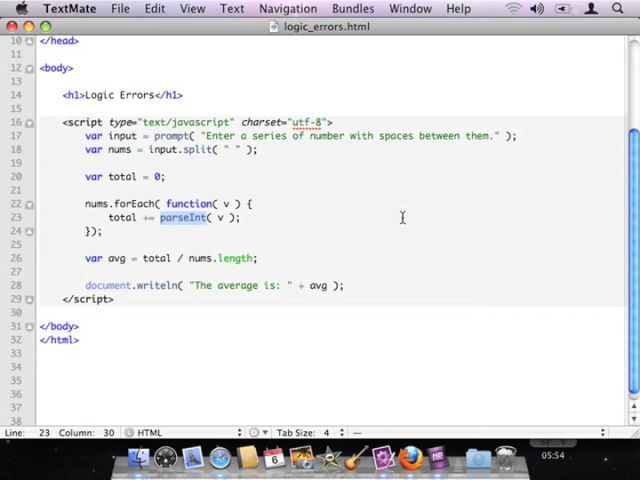 TextMate File Edit View Text Navigation Bundles Window Help
logic_errors.html
10 </head>
11
12 <body>
13
14 <h1>Logic Errors</h1>
15
16 <script type="text/javascript" charset="utf-8">
17 var input = prompt( "Enter a series of number with spaces between them." );
18 var nums = input.split( " " );
19
20 var total = 0;
21
22 nums.forEach( function( v ) {
23 total += parseInt( v );
24 });
25
26 var avg = total / nums.length;
27
28 document.writeln( "The average is: " + avg );
29 </script>
30
31 </body>
32 </html>
33
34
35
36
37
38
Line: 23 Column: 30 HTML Tab Size: 4 —
6
HD
05:54